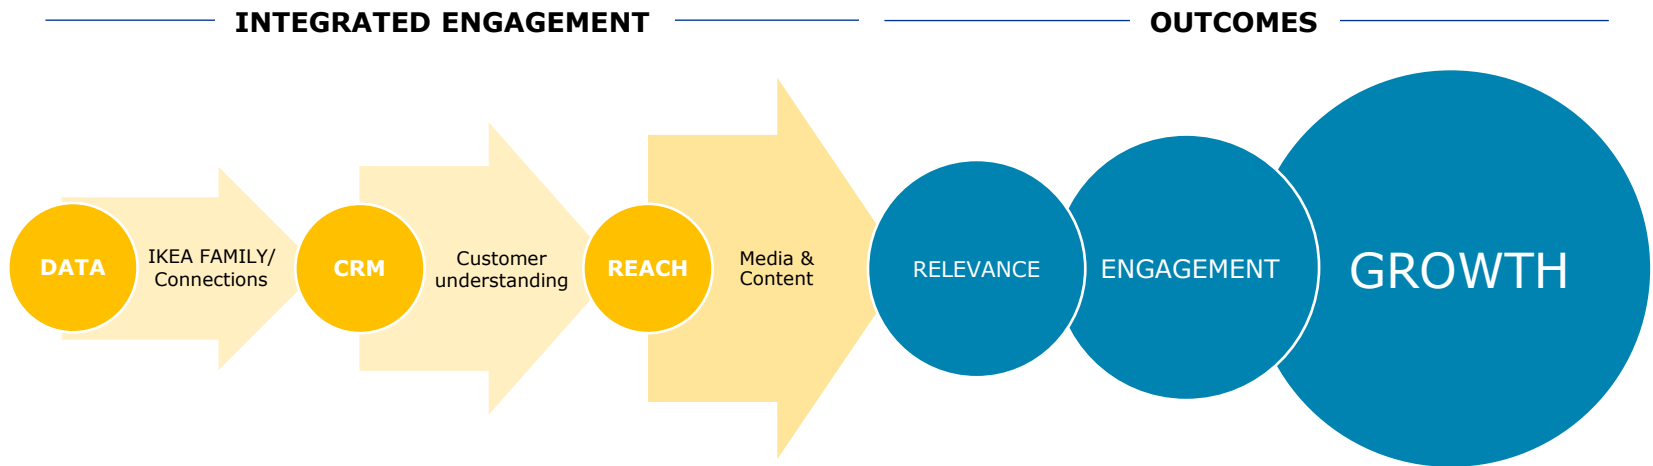 INTEGRATED ENGAGEMENT
OUTCOMES
DATA
IKEA FAMILY/
Connections
CRM
Customer
understanding
REACH
Media &
Content
RELEVANCE
ENGAGEMENT
GROWTH